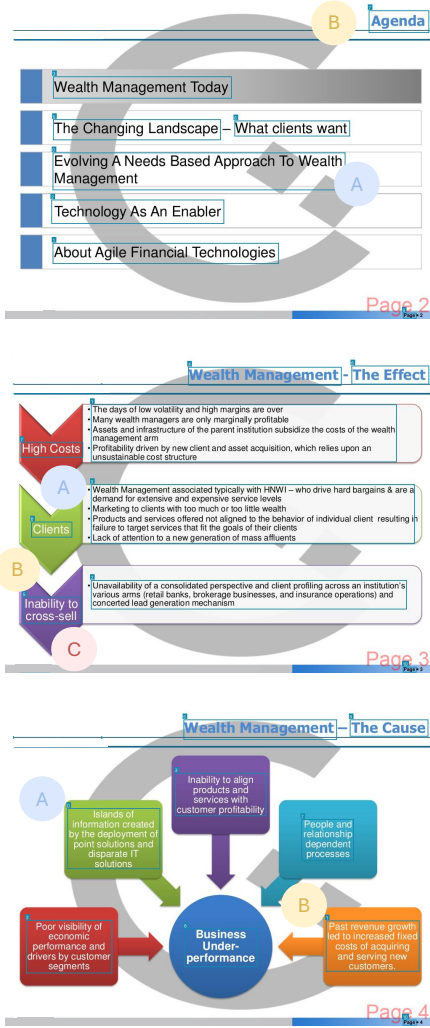 B
Agenda
Wealth Management Today
The Changing Landscape – What clients want
Evolving A Needs Based Approach To Wealth
Management
A
Technology As An Enabler
About Agile Financial Technologies
Page 2
Wealth Management - The Effect
High Costs
• The days of low volatility and high margins are over
• Many wealth managers are only marginally profitable
• Assets and infrastructure of the parent institution subsidize the costs of the wealth
management arm
• Profitability driven by new client and asset acquisition, which relies upon an
unsustainable cost structure
A
Clients
• Wealth Management associated typically with HNWI – who drive hard bargains & are a
demand for extensive and expensive service levels
• Marketing to clients with too much or too little wealth
• Products and services offered not aligned to the behavior of individual client resulting in
failure to target services that fit the goals of their clients
• Lack of attention to a new generation of mass affluents
B
Inability to
cross-sell
• Unavailability of a consolidated perspective and client profiling across an institution's
various arms (retail banks, brokerage businesses, and insurance operations) and
concerted lead generation mechanism
C
Page 3
Page 3
Wealth Management – The Cause
A
Inability to align
products and
services with
customer profitability
Islands of
information created
by the deployment of
point solutions and
disparate IT
solutions
People and
relationship
dependent
processes
B
Poor visibility of
economic
performance and
drivers by customer
segments
Business
Under-
performance
Past revenue growth
led to increased fixed
costs of acquiring
and serving new
customers.
Page 4
Page 4